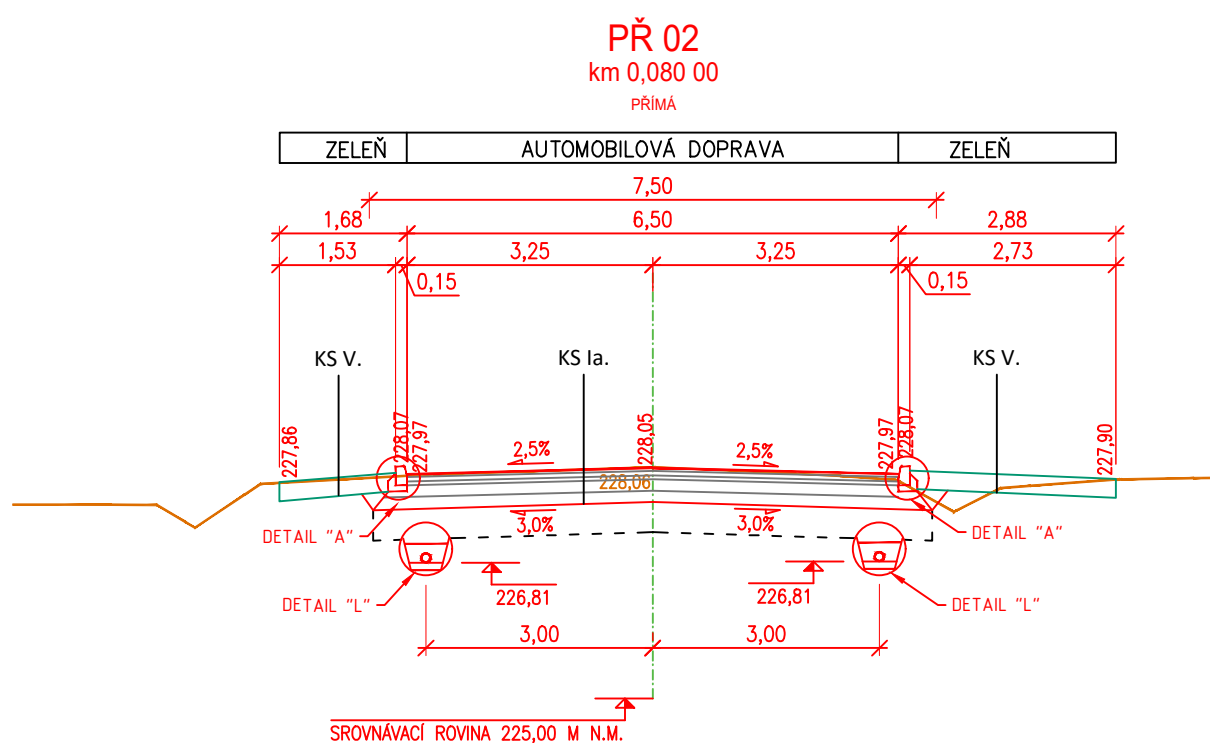 PŘ 02
km 0,080 00
PŘÍMÁ
ZELEŇ AUTOMOBILOVÁ DOPRAVA ZELEŇ
7,50
1,68 6,50 2,88
1,53 3,25 3,25 2,73
0,15 0,15
KS V. KS Ia. KS V.
227,86 228,07 227,97 228,05 227,97 228,07 227,90
2,5% 2,5%
228,06
3,0% 3,0%
DETAIL "A" DETAIL "A"
226,81 226,81
DETAIL "L" DETAIL "L"
3,00 3,00
SROVNÁVACÍ ROVINA 225,00 M N.M.